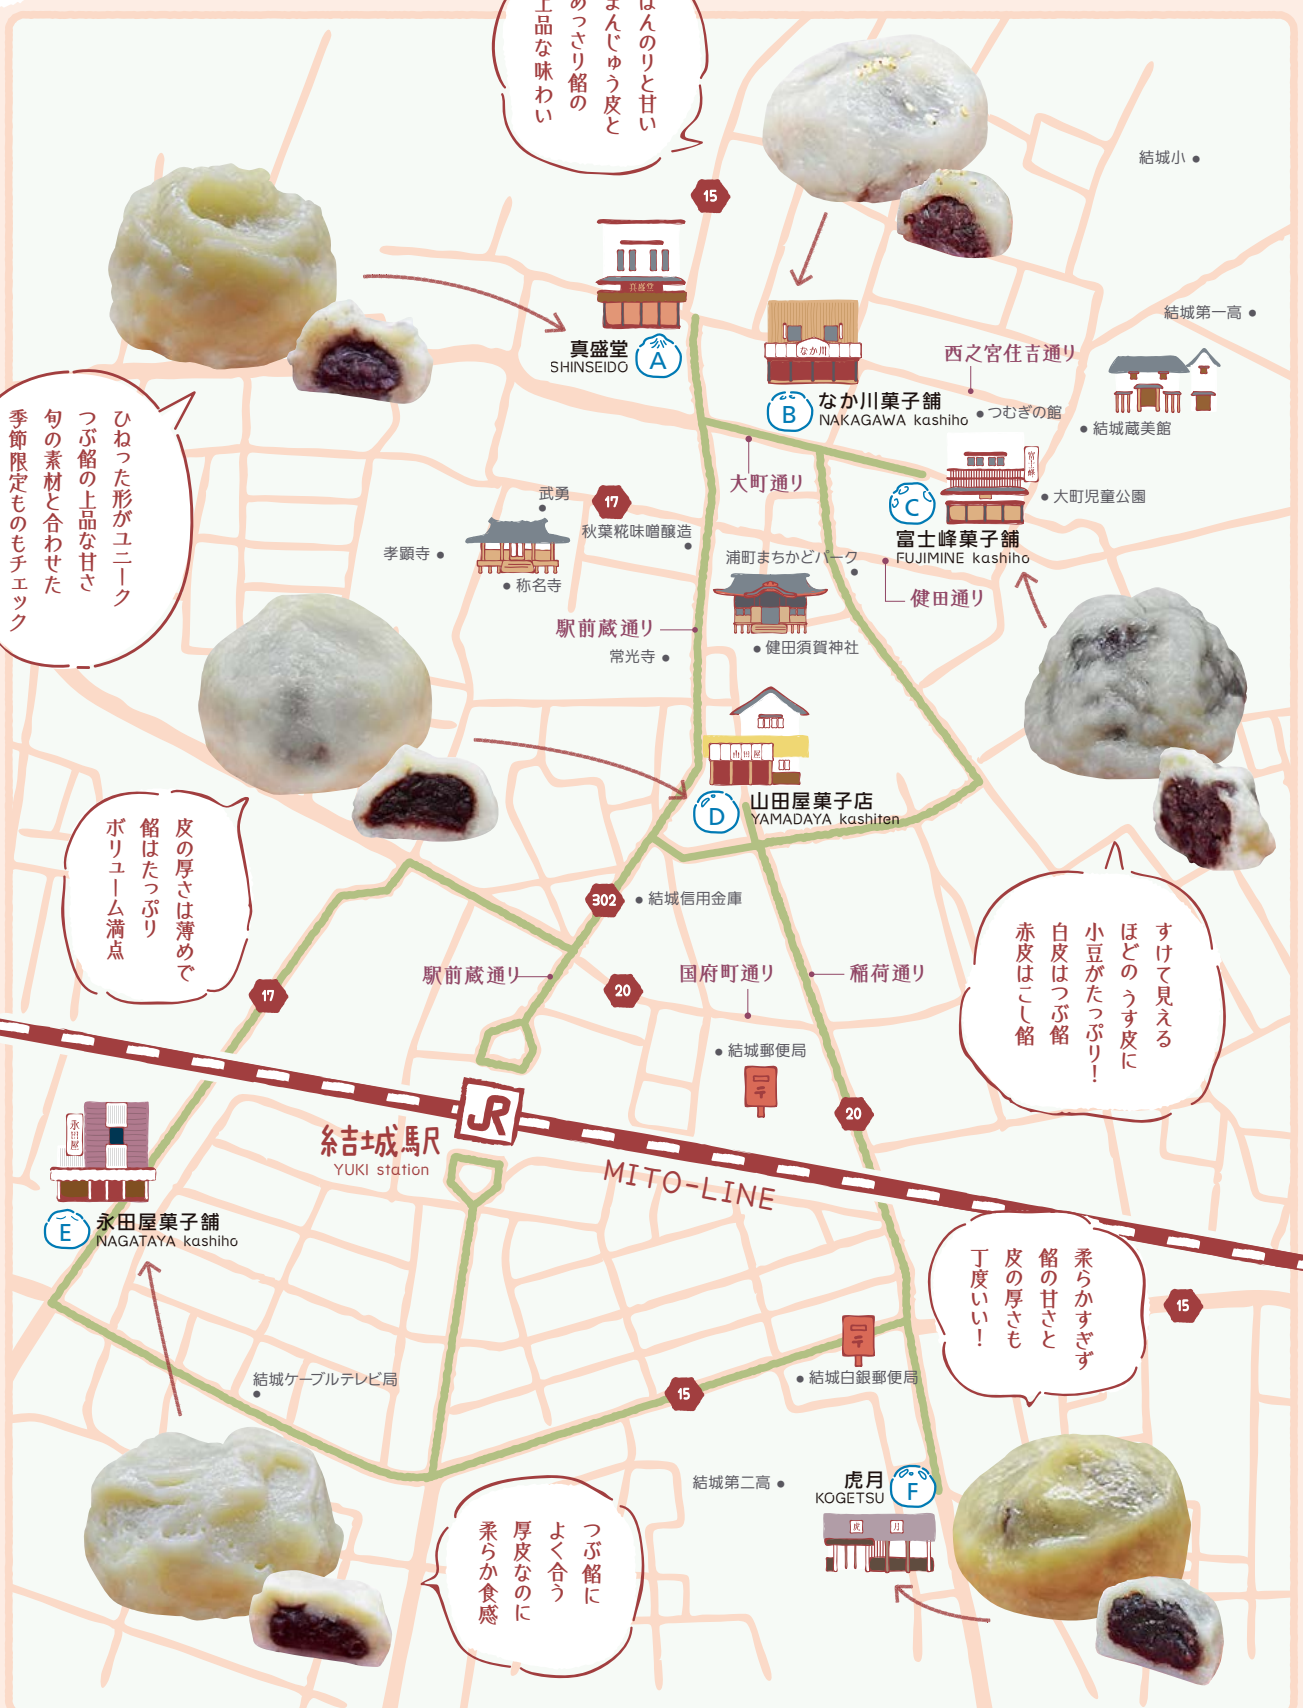 ほんのりと甘い
まんじゅう皮と
あっさり餡の
上品な味わい
結城小
15
真盛堂
真盛堂
SHINSEIDO
A
なか川
B
なか川菓子舗
NAKAGAWA kashiho
結城第一高
西之宮住吉通り
つむぎの館
結城蔵美館
大町通り
富士峰
大町児童公園
C
富士峰菓子舗
FUJIMINE kashiho
ひねった形がユニーク
つぶ餡の上品な甘さ
旬の素材と合わせた
季節限定ものもチェック
武勇
17
秋葉糀味噌醸造
孝顕寺
称名寺
浦町まちかどパーク
健田通り
駅前蔵通り
常光寺
健田須賀神社
山田屋
D
山田屋菓子店
YAMADAYA kashiten
皮の厚さは薄めで
餡はたっぷり
ボリューム満点
302
結城信用金庫
すけて見える
ほどの うす皮に
小豆がたっぷり！
白皮はつぶ餡
赤皮はこし餡
17
駅前蔵通り
20
国府町通り
稲荷通り
結城郵便局
〒
20
JR
結城駅
YUKI station
MITO-LINE
永田屋
E
永田屋菓子舗
NAGATAYA kashiho
柔らかすぎず
餡の甘さと
皮の厚さも
丁度いい！
15
〒
結城白銀郵便局
結城ケーブルテレビ局
15
結城第二高
虎月
KOGETSU
F
虎月
つぶ餡に
よく合う
厚皮なのに
柔らか食感